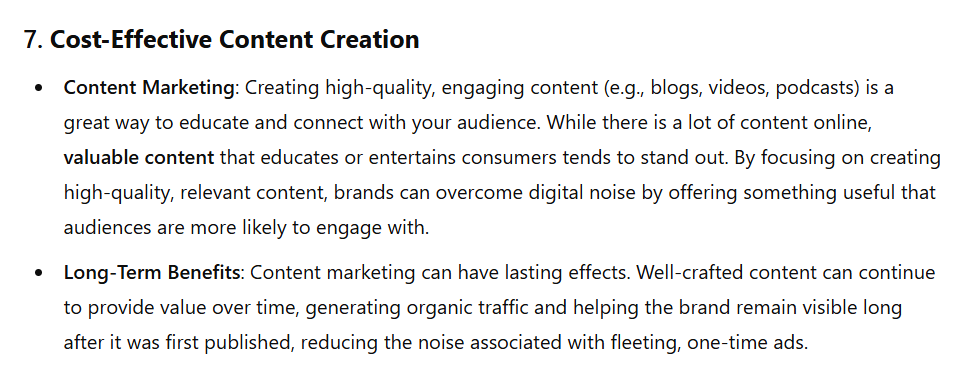 7. Cost-Effective Content Creation
• Content Marketing: Creating high-quality, engaging content (e.g., blogs, videos, podcasts) is a
great way to educate and connect with your audience. While there is a lot of content online,
valuable content that educates or entertains consumers tends to stand out. By focusing on creating
high-quality, relevant content, brands can overcome digital noise by offering something useful that
audiences are more likely to engage with.
• Long-Term Benefits: Content marketing can have lasting effects. Well-crafted content can continue
to provide value over time, generating organic traffic and helping the brand remain visible long
after it was first published, reducing the noise associated with fleeting, one-time ads.